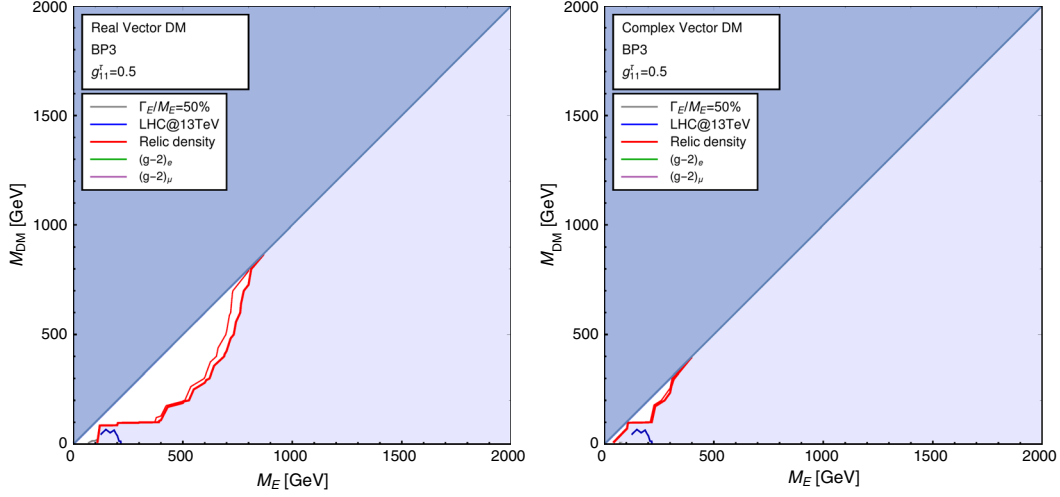 Real Vector DM
BP3
g^τ_11=0.5
Γ_E/M_E=50%
LHC@13TeV
Relic density
(g-2)_e
(g-2)_μ
M_DM [GeV]
2000
1500
1000
500
0
0 500 1000 1500 2000
M_E [GeV]
Complex Vector DM
BP3
g^τ_11=0.5
Γ_E/M_E=50%
LHC@13TeV
Relic density
(g-2)_e
(g-2)_μ
M_DM [GeV]
2000
1500
1000
500
0
0 500 1000 1500 2000
M_E [GeV]